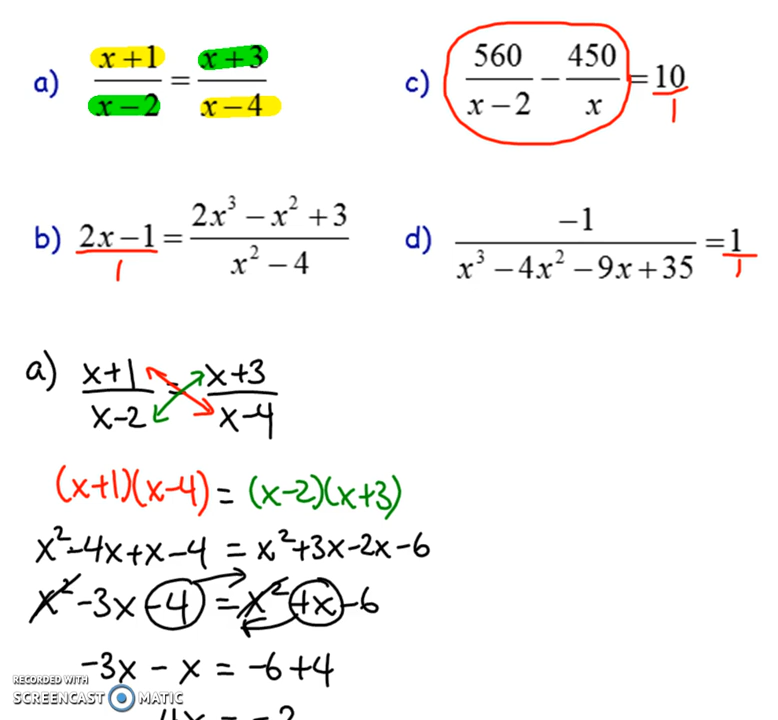 a) x + 1 / x − 2 = x + 3 / x − 4
c) 560 / x − 2 − 450 / x = 10 / 1
b) 2x − 1 / 1 = 2x³ − x² + 3 / x² − 4
d) −1 / x³ − 4x² − 9x + 35 = 1 / 1
a) x+1 / x-2 = x+3 / x-4
(x+1)(x-4) = (x-2)(x+3)
x²-4x+x-4 = x²+3x-2x-6
x²-3x-4 = x²+x-6
-3x - x = -6+4
RECORDED WITH
SCREENCAST MATIC
4x = -2